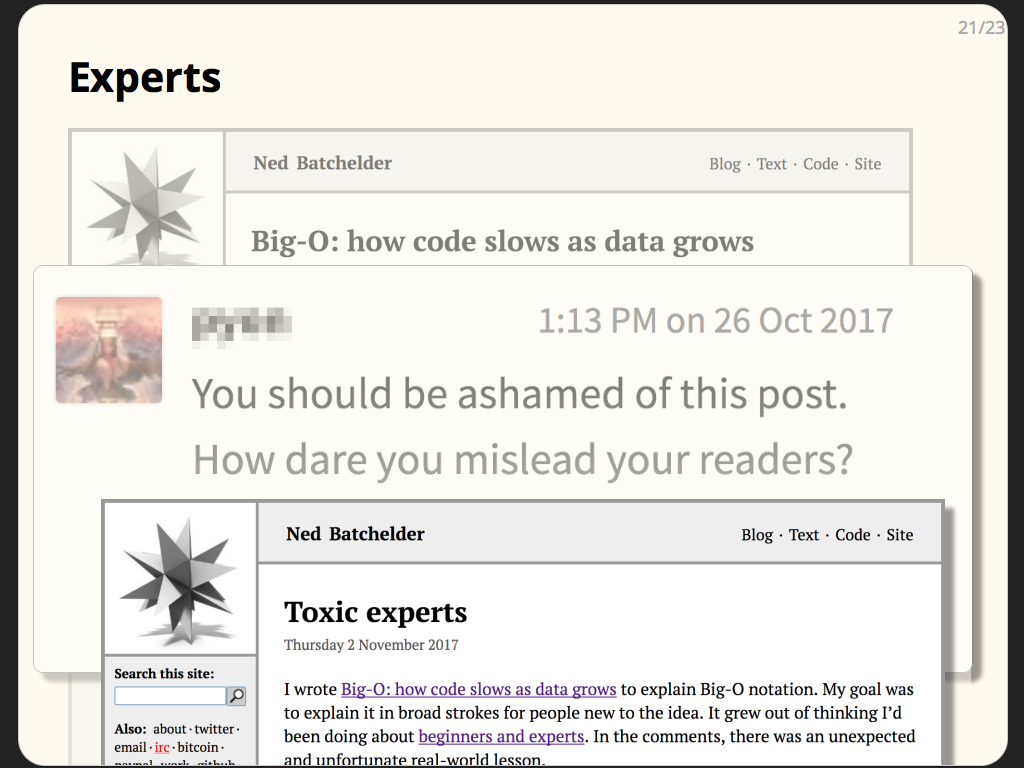 21/23
Experts
Ned Batchelder
Blog · Text · Code · Site
Big-O: how code slows as data grows
1:13 PM on 26 Oct 2017
You should be ashamed of this post.
How dare you mislead your readers?
Ned Batchelder
Blog · Text · Code · Site
Toxic experts
Thursday 2 November 2017
Search this site:
Also: about · twitter ·
email · irc · bitcoin ·
I wrote Big-O: how code slows as data grows to explain Big-O notation. My goal was
to explain it in broad strokes for people new to the idea. It grew out of thinking I’d
been doing about beginners and experts. In the comments, there was an unexpected
and unfortunate real-world lesson.